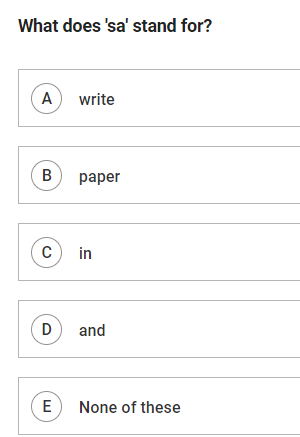 What does 'sa' stand for?
A write
B paper
C in
D and
E None of these